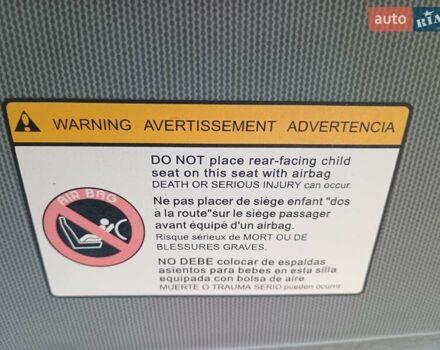 auto RIA
WARNING AVERTISSEMENT ADVERTENCIA
DO NOT place rear-facing child
seat on this seat with airbag
DEATH OR SERIOUS INJURY can occur.
AIR BAG
Ne pas placer de siège enfant "dos
à la route"sur le siège passager
avant équipé d'un airbag.
Risque sérieux de MORT OU DE
BLESSURES GRAVES.
NO DEBE colocar de espaldas
asientos para bebes en esta silla
equipada con bolsa de aire
MUERTE O TRAUMA SERIO pueden ocurrir